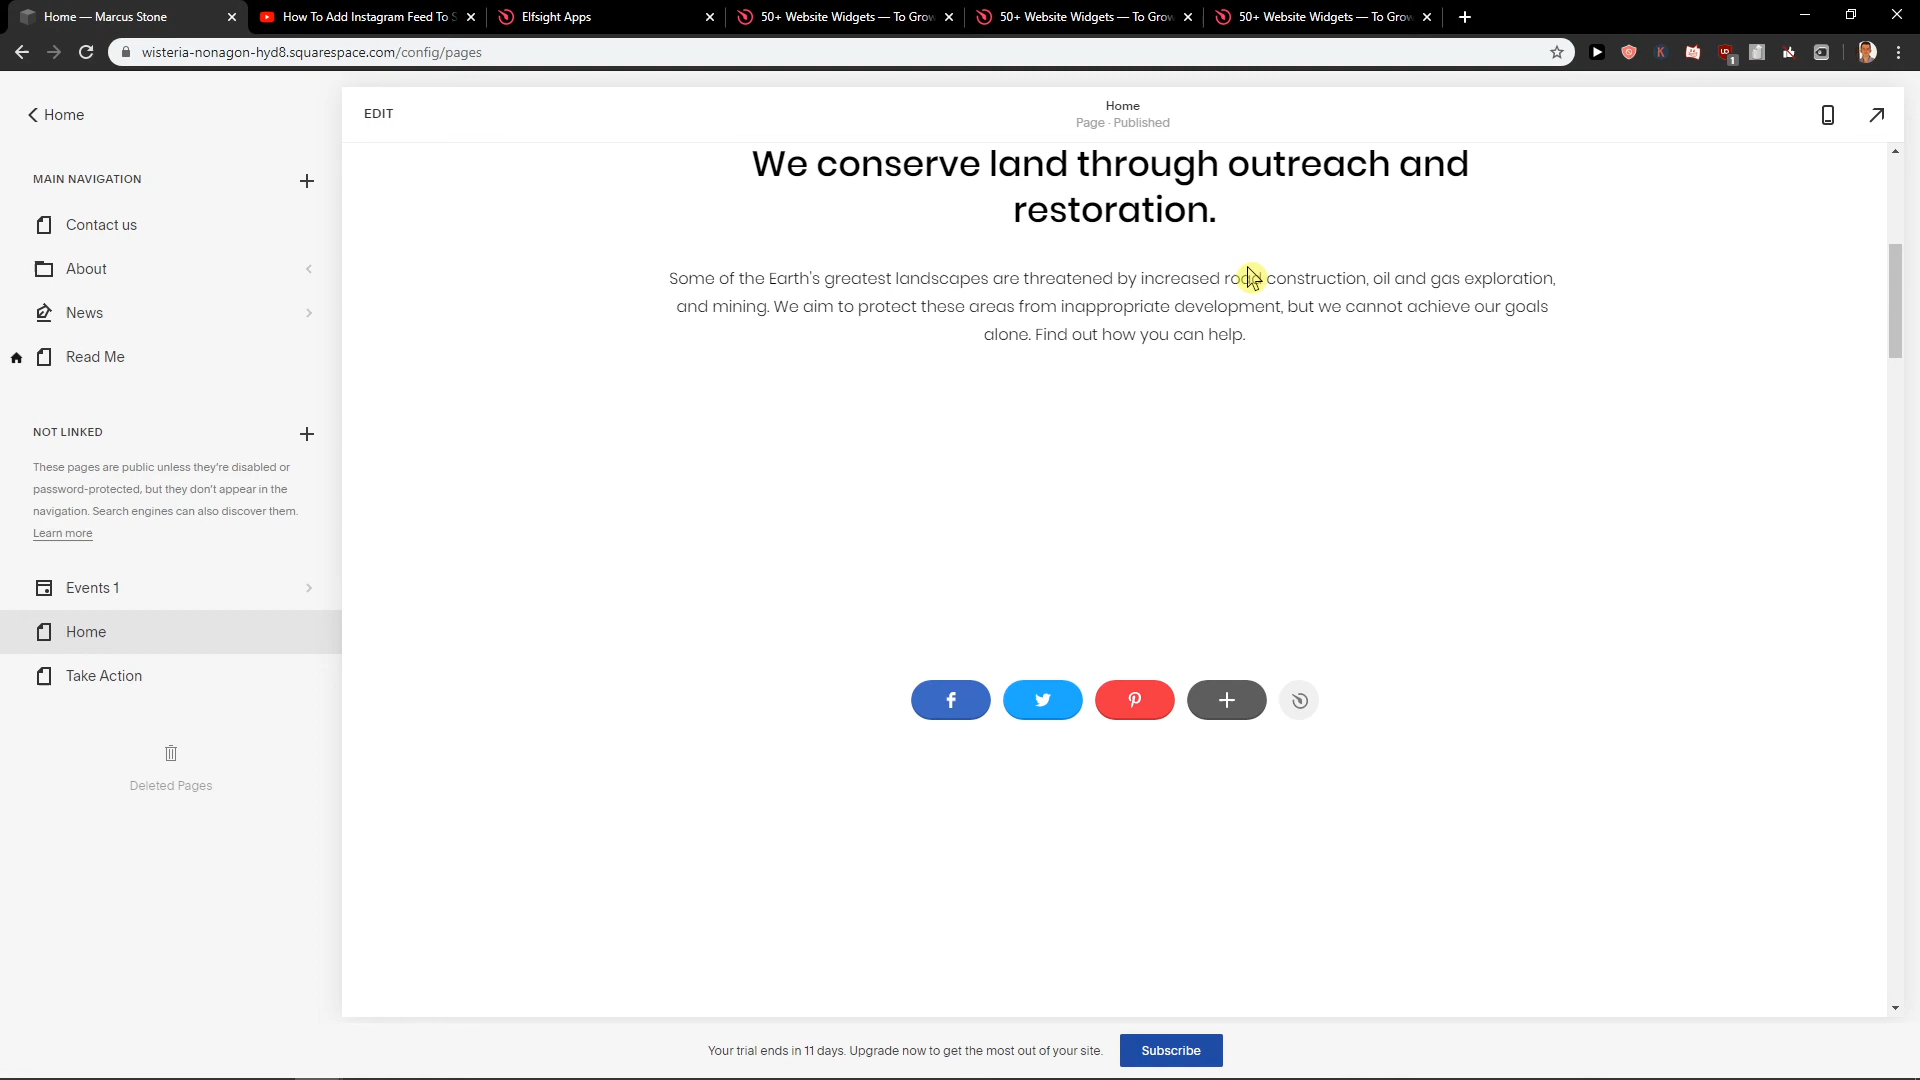 Home — Marcus Stone
How To Add Instagram Feed To S
Elfsight Apps
50+ Website Widgets — To Grow
50+ Website Widgets — To Grow
50+ Website Widgets — To Grow
wisteria-nonagon-hyd8.squarespace.com/config/pages
Home
EDIT
Home
Page · Published
MAIN NAVIGATION
Contact us
About
News
Read Me
NOT LINKED
These pages are public unless they're disabled or
password-protected, but they don't appear in the
navigation. Search engines can also discover them.
Learn more
Events 1
Home
Take Action
Deleted Pages
We conserve land through outreach and
restoration.
Some of the Earth's greatest landscapes are threatened by increased road construction, oil and gas exploration,
and mining. We aim to protect these areas from inappropriate development, but we cannot achieve our goals
alone. Find out how you can help.
Your trial ends in 11 days. Upgrade now to get the most out of your site.
Subscribe